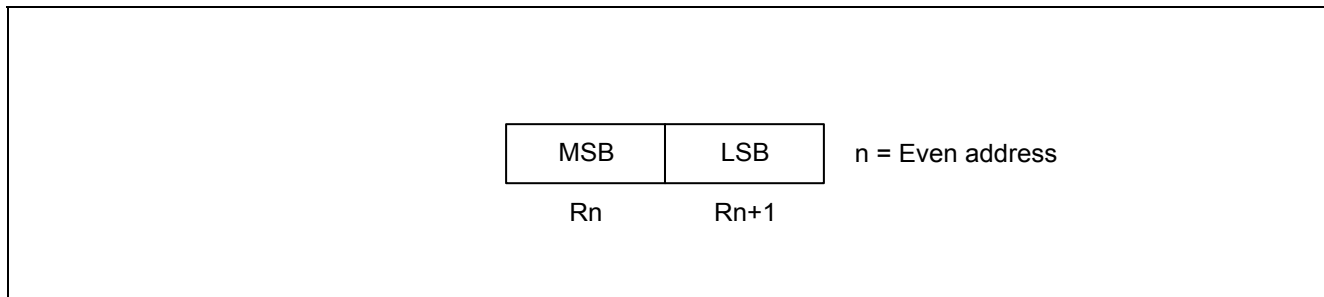 MSB LSB n = Even address
Rn Rn+1